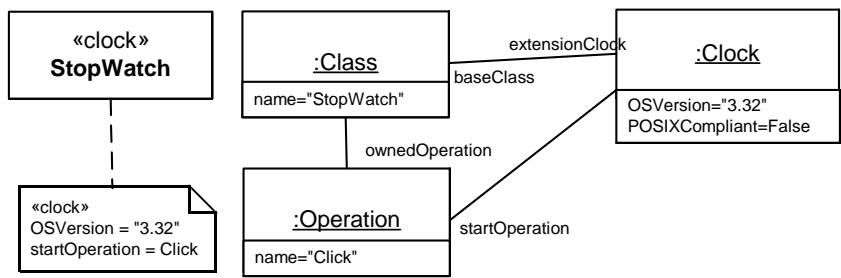 «clock»
StopWatch
«clock»
OSVersion = "3.32"
startOperation = Click
:Class
name="StopWatch"
extensionClock
baseClass
:Clock
OSVersion="3.32"
POSIXCompliant=False
ownedOperation
:Operation
name="Click"
startOperation